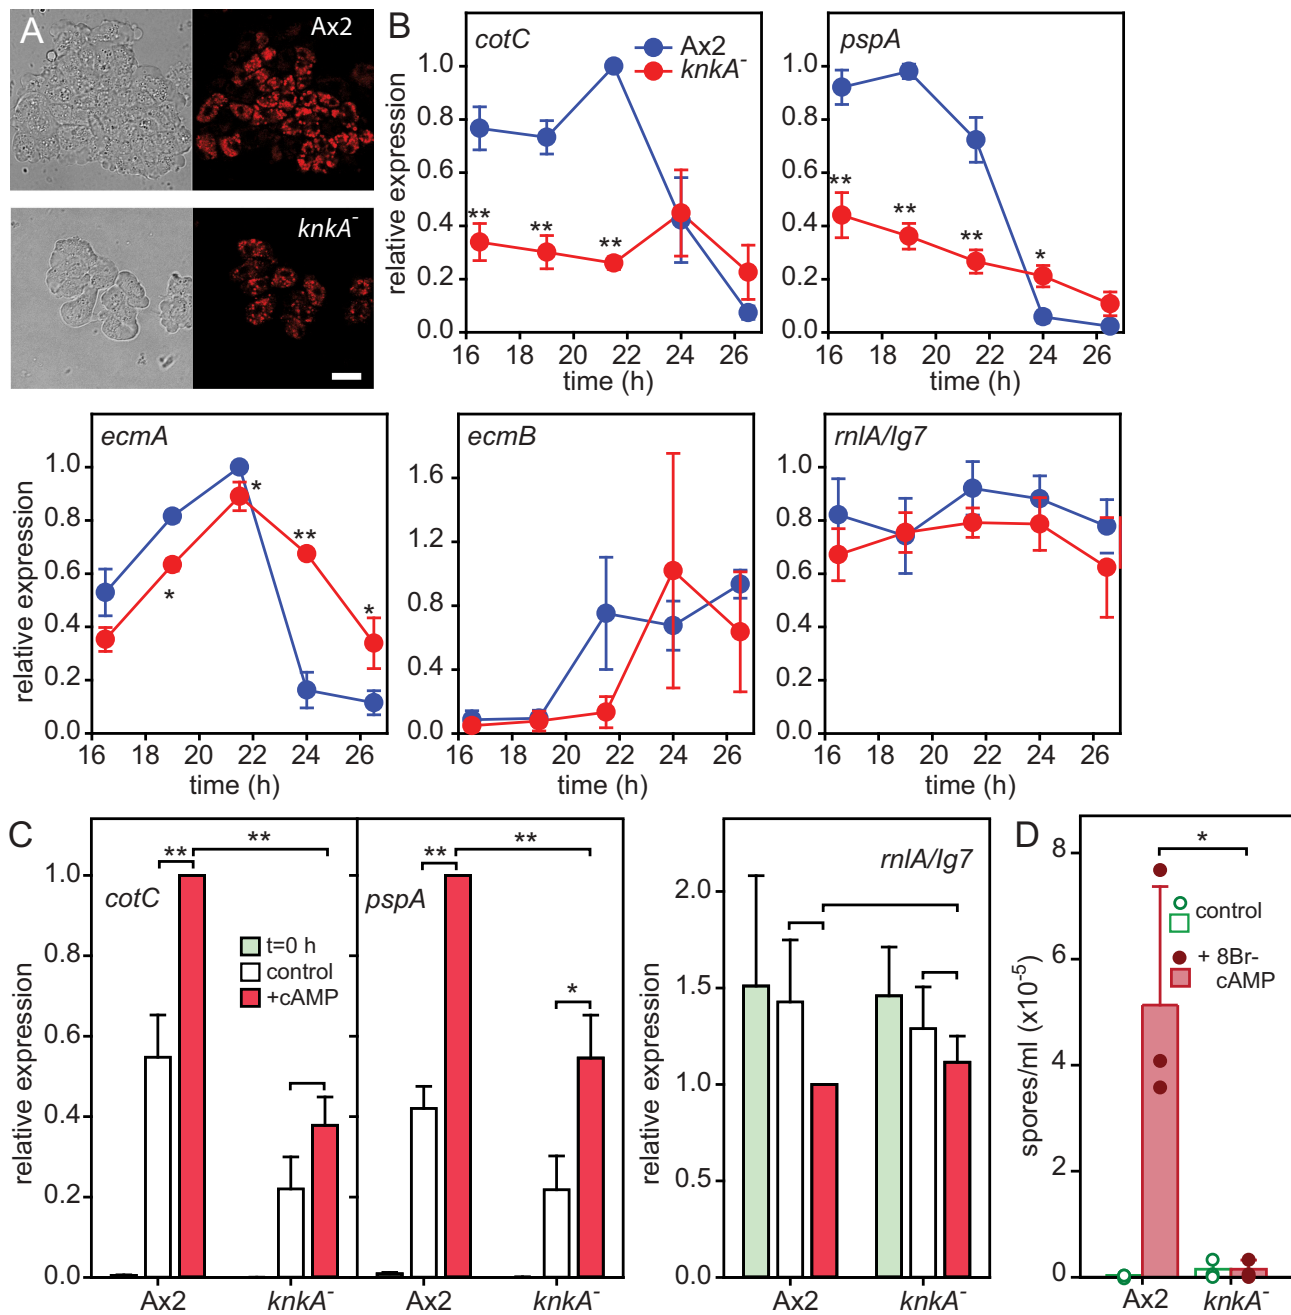 A
Ax2
knkA-
B
cotC
Ax2
knkA-
relative expression
1.0
0.8
0.6
0.4
0.2
0.0
** ** **
16 18 20 22 24 26
time (h)
pspA
1.0
0.8
0.6
0.4
0.2
0.0
** ** ** *
16 18 20 22 24 26
time (h)
ecmA
relative expression
1.0
0.8
0.6
0.4
0.2
0.0
* * ** *
16 18 20 22 24 26
time (h)
ecmB
1.6
1.2
0.8
0.4
0.0
16 18 20 22 24 26
time (h)
rnlA/Ig7
1.0
0.8
0.6
0.4
0.2
0.0
16 18 20 22 24 26
time (h)
C
relative expression
1.0
0.8
0.6
0.4
0.2
0.0
** **
cotC
t=0 h
control
+cAMP
Ax2 knkA-
** **
pspA
*
Ax2 knkA-
rnlA/Ig7
relative expression
2.0
1.5
1.0
0.5
0.0
Ax2 knkA-
D
spores/ml (x10-5)
8
6
4
2
0
*
control
+ 8Br-
cAMP
Ax2 knkA-